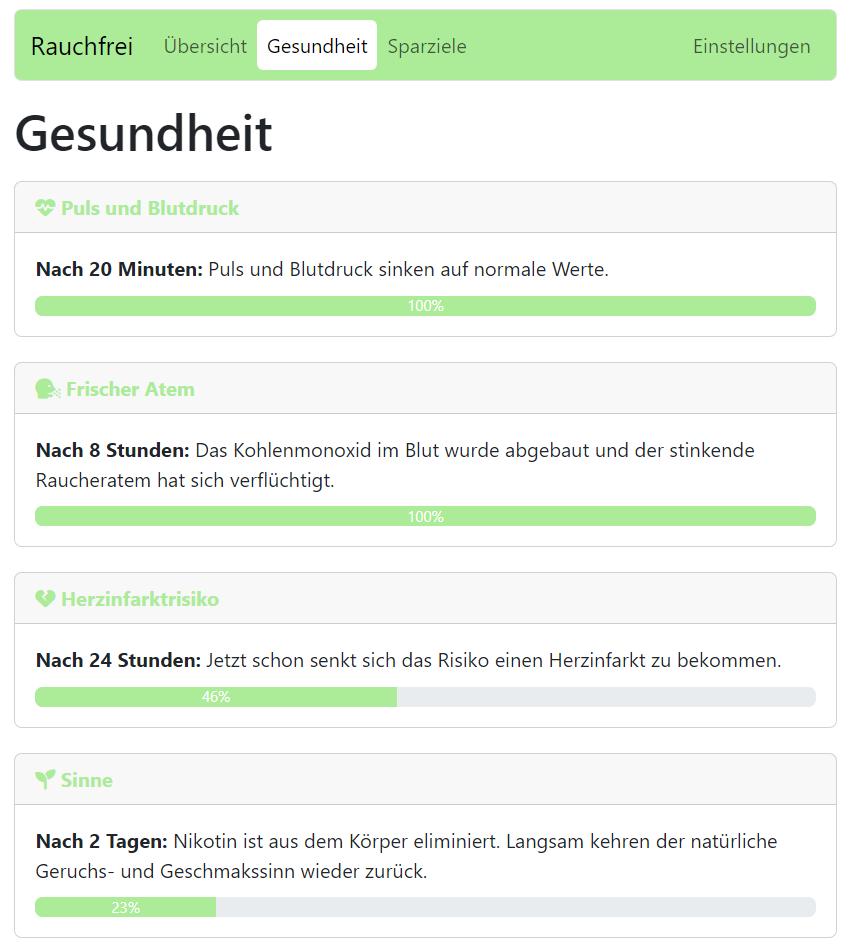 Rauchfrei Übersicht Gesundheit Sparziele Einstellungen
Gesundheit
Puls und Blutdruck
Nach 20 Minuten: Puls und Blutdruck sinken auf normale Werte.
100%
Frischer Atem
Nach 8 Stunden: Das Kohlenmonoxid im Blut wurde abgebaut und der stinkende
Raucheratem hat sich verflüchtigt.
100%
Herzinfarktrisiko
Nach 24 Stunden: Jetzt schon senkt sich das Risiko einen Herzinfarkt zu bekommen.
46%
Sinne
Nach 2 Tagen: Nikotin ist aus dem Körper eliminiert. Langsam kehren der natürliche
Geruchs- und Geschmakssinn wieder zurück.
23%